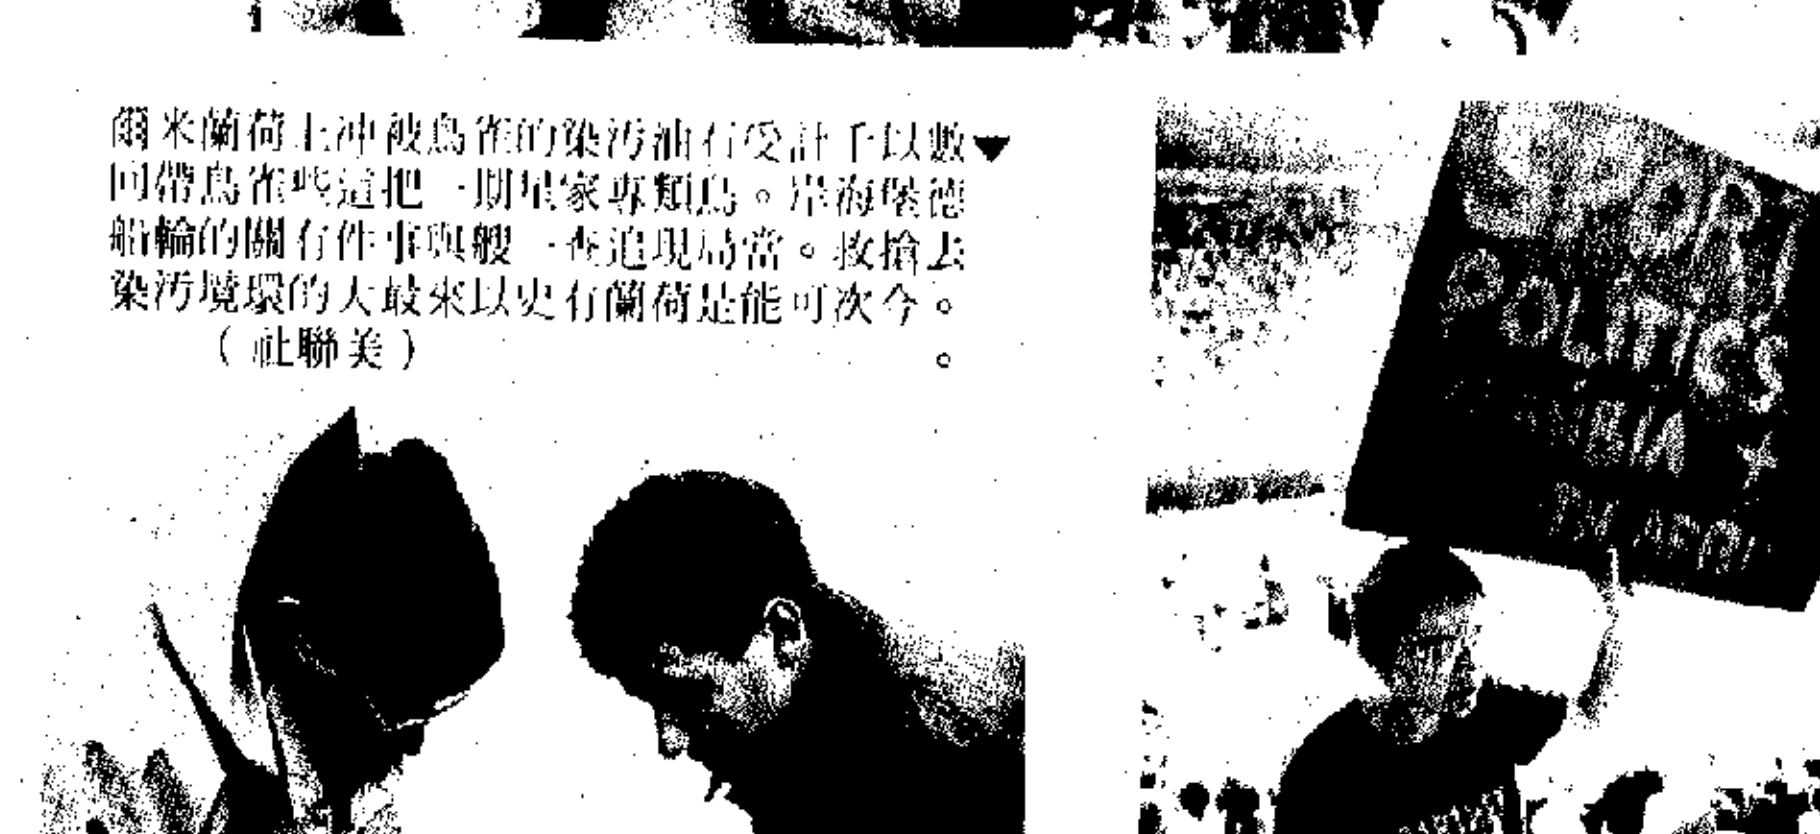 ▼數以千計受石油污染的雀鳥被冲上荷蘭米爾
德堡海岸。鳥類專家星期一把這些雀鳥帶回
去搶救。當局現追查一艘與事件有關的輪船
。今次可能是荷蘭有史以來最大的環境污染
。（美聯社）
POLITICS